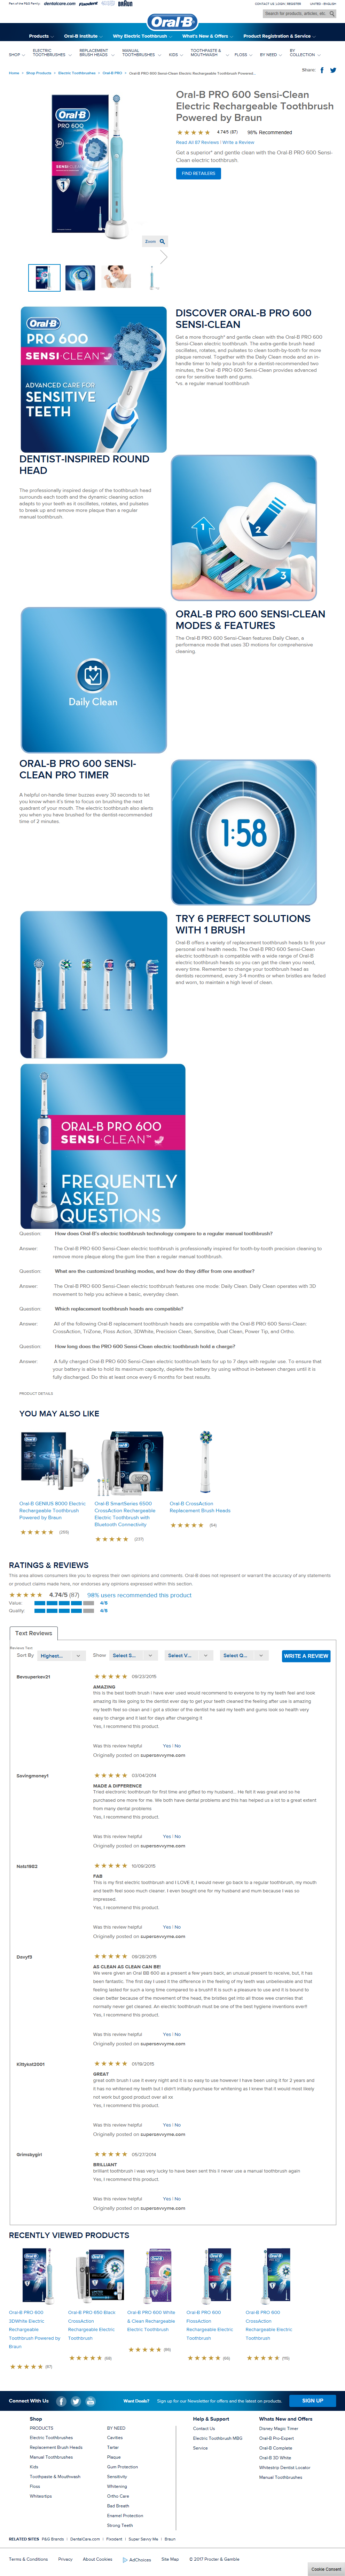 Part of the P&G Family
dentalcare.com
BRAUN
CONTACT US LOGIN REGISTER
UNITED
ENGLISH
Search for products, articles, etc.
Oral-B
Products
Oral-B Institute
Why Electric Toothbrush
What's New & Offers
Product Registration & Service
SHOP
ELECTRIC TOOTHBRUSHES
REPLACEMENT BRUSH HEADS
MANUAL TOOTHBRUSHES
KIDS
TOOTHPASTE & MOUTHWASH
FLOSS
BY NEED
BY COLLECTION
Home
Shop Products
Electric Toothbrushes
Oral-B PRO
Oral-B PRO 600 Sensi-Clean Electric Rechargeable Toothbrush Powered...
Share:
Oral-B
PRO 600
SENSI
1
Zoom
Oral-B PRO 600 Sensi-Clean
Electric Rechargeable Toothbrush
Powered by Braun
4.74/5 (87)
98% Recommended
Read All 87 Reviews | Write a Review
Get a superior* and gentle clean with the Oral-B PRO 600 Sensi-
Clean electric toothbrush.
FIND RETAILERS
Oral-B
PRO 600
SENSI·CLEAN™
ADVANCED CARE FOR
SENSITIVE
TEETH
DISCOVER ORAL-B PRO 600
SENSI-CLEAN
Get a more thorough* and gentle clean with the Oral-B PRO 600
Sensi-Clean electric toothbrush. The extra-soft brush head
oscillates, rotates, and pulsates to clean tooth-by-tooth for more
plaque removal. Together with the Daily Clean mode and an in-
handle timer to help you brush for a dentist-recommended two
minutes, the Oral -B PRO 600 Sensi-Clean provides advanced
care for sensitive teeth and gums.
*vs. a regular manual toothbrush
DENTIST-INSPIRED ROUND
HEAD
The professionally inspired design of the toothbrush head
surrounds each tooth and the dynamic cleaning action
adapts to your teeth as it oscillates, rotates, and pulsates
to break up and remove more plaque than a regular
manual toothbrush.
1
2
3
Daily Clean
ORAL-B PRO 600 SENSI-CLEAN
MODES & FEATURES
The Oral-B PRO 600 Sensi-Clean features Daily Clean, a
performance mode that uses 3D motions for comprehensive
cleaning.
ORAL-B PRO 600 SENSI-
CLEAN PRO TIMER
A helpful on-handle timer buzzes every 30 seconds to let
you know when it's time to focus on brushing the next
quadrant of your mouth. The electric toothbrush also alerts
you when you have brushed for the dentist-recommended
time of 2 minutes.
1:58
TRY 6 PERFECT SOLUTIONS
WITH 1 BRUSH
Oral-B offers a variety of replacement toothbrush heads to fit your
personal oral health needs. The Oral-B PRO 600 Sensi-Clean
electric toothbrush is compatible with a wide range of Oral-B
electric toothbrush heads so you can get the clean you need,
every time. Remember to change your toothbrush head as
dentists recommend, every 3-4 months or when bristles are faded
and worn, to maintain a high level of clean.
ORAL-B PRO 600
SENSI·CLEAN™
FREQUENTLY
ASKED
QUESTIONS
Question: How does Oral-B's electric toothbrush technology compare to a regular manual toothbrush?
Answer: The Oral-B PRO 600 Sensi-Clean electric toothbrush is professionally inspired for tooth-by-tooth precision cleaning to
remove more plaque along the gum line than a regular manual toothbrush.
Question: What are the customized brushing modes, and how do they differ from one another?
Answer: The Oral-B PRO 600 Sensi-Clean electric toothbrush features one mode: Daily Clean. Daily Clean operates with 3D
movement to help you achieve a basic, everyday clean.
Question: Which replacement toothbrush heads are compatible?
Answer: All of the following Oral-B replacement toothbrush heads are compatible with the Oral-B PRO 600 Sensi-Clean:
CrossAction, TriZone, Floss Action, 3DWhite, Precision Clean, Sensitive, Dual Clean, Power Tip, and Ortho.
Question: How long does the PRO 600 Sensi-Clean electric toothbrush hold a charge?
Answer: A fully charged Oral-B PRO 600 Sensi-Clean electric toothbrush lasts for up to 7 days with regular use. To ensure that
your battery is able to hold its maximum capacity, deplete the battery by using without recharging in-between charges until it is
fully discharged. Do this at least once every 6 months for best results.
PRODUCT DETAILS
YOU MAY ALSO LIKE
Oral-B GENIUS 8000 Electric
Rechargeable Toothbrush
Powered by Braun
(255)
Oral-B SmartSeries 6500
CrossAction Rechargeable
Electric Toothbrush with
Bluetooth Connectivity
(237)
Oral-B CrossAction
Replacement Brush Heads
(94)
RATINGS & REVIEWS
This area allows consumers like you to express their own independent opinions and comments. Oral-B does not represent or warrant the accuracy of any statements
or product claims made here, nor endorses any opinions expressed within this section.
4.74/5 (87) 98% users recommended this product
Value: 4/5
Quality: 4/5
Text Reviews
Reviews Text
Sort By
Highest...
Show
Select S...
Select V...
Select Q...
WRITE A REVIEW
Bevsuperkev21
09/23/2015
AMAZING
this is the best tooth brush i have ever used would recommend to everyone to try my teeth feel and look
amazing its like going to the dentist ever day to get your teeth cleaned the feeling after use is amazing
my teeth feel so clean and i got a sticker of the dentist he said my teeth and gums look so healthy and
very easy to charge and it last for days after chargeing it
Yes, I recommend this product.
Was this review helpful Yes | No
Originally posted on supersavvyme.com
Savingmoney1
03/04/2014
MADE A DIFFERENCE
Tried electronic toothbrush for first time and gifted to my husband... He felt it was great and so he
purchased one more for me. We both have dental problems and this has helped us a lot to a great extent
from many dental problems
Yes, I recommend this product.
Was this review helpful Yes | No
Originally posted on supersavvyme.com
Nats1982
10/09/2015
FAB
This is my first electric toothbrush and I LOVE it, I would never go back to a regular toothbrush, my mouth
and teeth feel sooo much cleaner. I won bought one for my husband and mum because I was so
impressed.
Yes, I recommend this product.
Was this review helpful Yes | No
Originally posted on supersavvyme.com
Davyf9
09/28/2015
AS CLEAN AS CLEAN CAN BE!
We were given an Oral BB 600 as a present a few years back, an unusual present to receive, but, it has
been fantastic. The first day I used it the difference in the feeling of my teeth was outstanding, so much
smoother and cleaner feeling. It is such a pleasure to use and because of its small size it is so much easier to
clean better because of the motorised oscillations, it gets into all those nooks and crannies that we
normally never get cleaned. An electric toothbrush must be one of the best hygiene inventions ever!!
Yes, I recommend this product.
Was this review helpful Yes | No
Originally posted on supersavvyme.com
Kittykat2001
01/19/2015
GREAT
great tooth brush I use it every night and it is so easy to use however I have been using it for 2 years and
it has no whitened my teeth but I didn't initially purchase for whitening as I knew that it would most likely
not work but good product over all xx
Yes, I recommend this product.
Was this review helpful Yes | No
Originally posted on supersavvyme.com
Grimsbygirl
05/27/2014
BRILLIANT
brilliant toothbrush i was very lucky to have been sent this ill never use a manual toothbrush again
Yes, I recommend this product.
Was this review helpful Yes | No
Originally posted on supersavvyme.com
RECENTLY VIEWED PRODUCTS
Oral-B PRO 600
3DWhite Electric
Rechargeable
Toothbrush Powered by
Braun
(87)
Oral-B PRO 650 Black
CrossAction
Rechargeable Electric
Toothbrush
Oral-B PRO 600 White
& Clean Rechargeable
Electric Toothbrush
Oral-B PRO 600
FlossAction
Rechargeable Electric
Toothbrush
Oral-B PRO 600
CrossAction
Rechargeable Electric
Toothbrush
Connect With Us
Want Deals?
Sign up for our Newsletter for offers and the latest on products.
SIGN UP
Shop
PRODUCTS
Electric Toothbrushes
Replacement Brush Heads
Manual Toothbrushes
Kids
Toothpaste & Mouthwash
Floss
Whitestrips
BY NEED
Cavities
Tartar
Plaque
Gum Protection
Sensitivity
Whitening
Ortho Care
Bad Breath
Enamel Protection
Strong Teeth
Help & Support
Contact Us
Electric Toothbrush MBG
Service
Whats New and Offers
Disney Magic Timer
Oral-B Pro-Expert
Oral-B Complete
Oral-B 3D White
Whitestrip Dentist Locator
Manual Toothbrushes
RELATED SITES P&G Brands | DentalCare.com | Fixodent | Super Savvy Me | Braun
Terms & Conditions
Privacy
About Cookies
AdChoices
Site Map
© 2017 Procter & Gamble
Cookie Consent